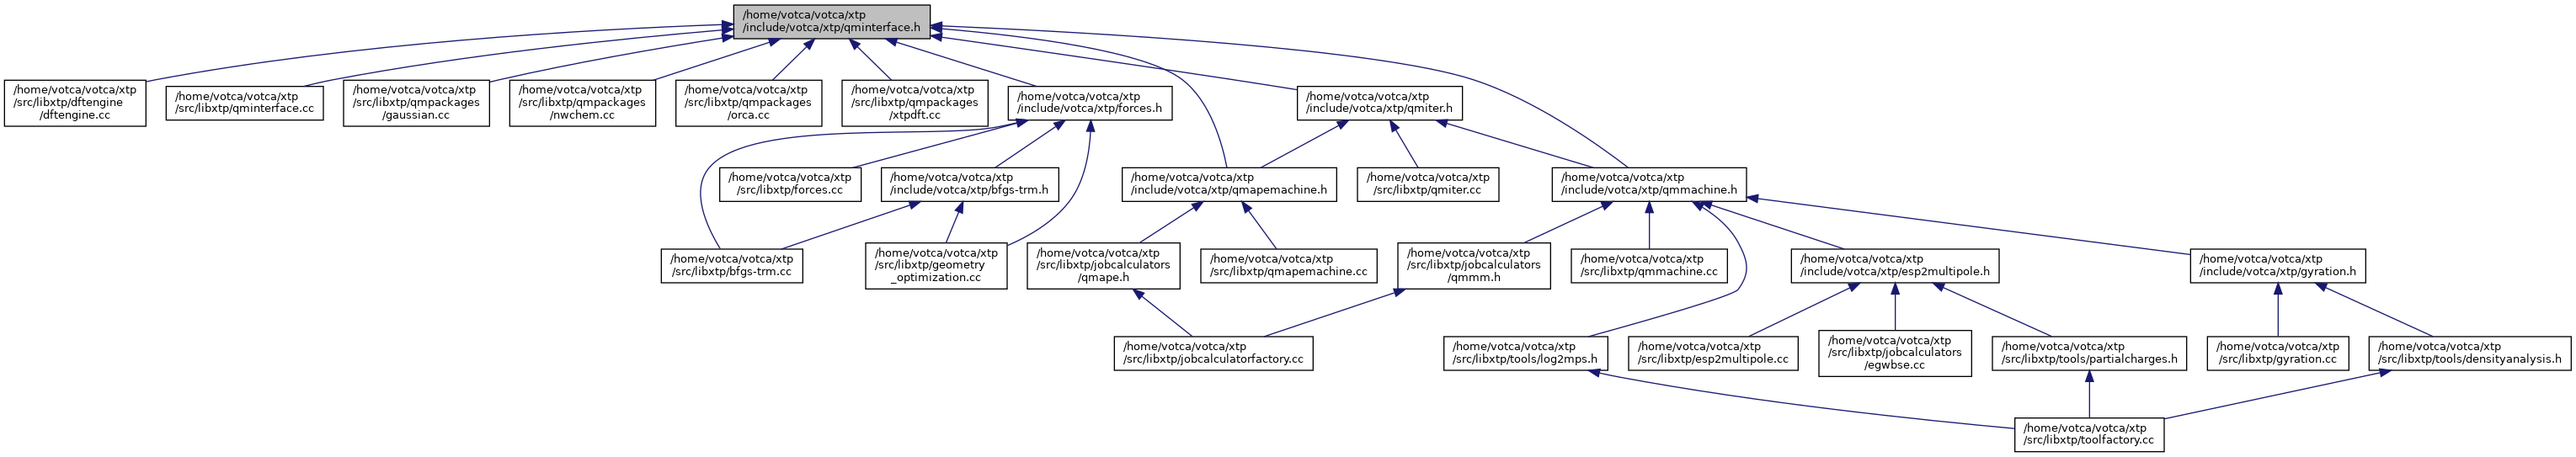 /home/votca/votca/xtp
/include/votca/xtp/qminterface.h
/home/votca/votca/xtp
/src/libxtp/dftengine
/dftengine.cc
/home/votca/votca/xtp
/src/libxtp/qminterface.cc
/home/votca/votca/xtp
/src/libxtp/qmpackages
/gaussian.cc
/home/votca/votca/xtp
/src/libxtp/qmpackages
/nwchem.cc
/home/votca/votca/xtp
/src/libxtp/qmpackages
/orca.cc
/home/votca/votca/xtp
/src/libxtp/qmpackages
/xtpdft.cc
/home/votca/votca/xtp
/include/votca/xtp/forces.h
/home/votca/votca/xtp
/include/votca/xtp/qmiter.h
/home/votca/votca/xtp
/src/libxtp/forces.cc
/home/votca/votca/xtp
/include/votca/xtp/bfgs-trm.h
/home/votca/votca/xtp
/include/votca/xtp/qmapemachine.h
/home/votca/votca/xtp
/src/libxtp/qmiter.cc
/home/votca/votca/xtp
/include/votca/xtp/qmmachine.h
/home/votca/votca/xtp
/src/libxtp/bfgs-trm.cc
/home/votca/votca/xtp
/src/libxtp/geometry
_optimization.cc
/home/votca/votca/xtp
/src/libxtp/jobcalculators
/qmape.h
/home/votca/votca/xtp
/src/libxtp/qmapemachine.cc
/home/votca/votca/xtp
/src/libxtp/jobcalculators
/qmmm.h
/home/votca/votca/xtp
/src/libxtp/qmmachine.cc
/home/votca/votca/xtp
/include/votca/xtp/esp2multipole.h
/home/votca/votca/xtp
/include/votca/xtp/gyration.h
/home/votca/votca/xtp
/src/libxtp/jobcalculatorfactory.cc
/home/votca/votca/xtp
/src/libxtp/tools/log2mps.h
/home/votca/votca/xtp
/src/libxtp/esp2multipole.cc
/home/votca/votca/xtp
/src/libxtp/jobcalculators
/egwbse.cc
/home/votca/votca/xtp
/src/libxtp/tools/partialcharges.h
/home/votca/votca/xtp
/src/libxtp/gyration.cc
/home/votca/votca/xtp
/src/libxtp/tools/densityanalysis.h
/home/votca/votca/xtp
/src/libxtp/toolfactory.cc